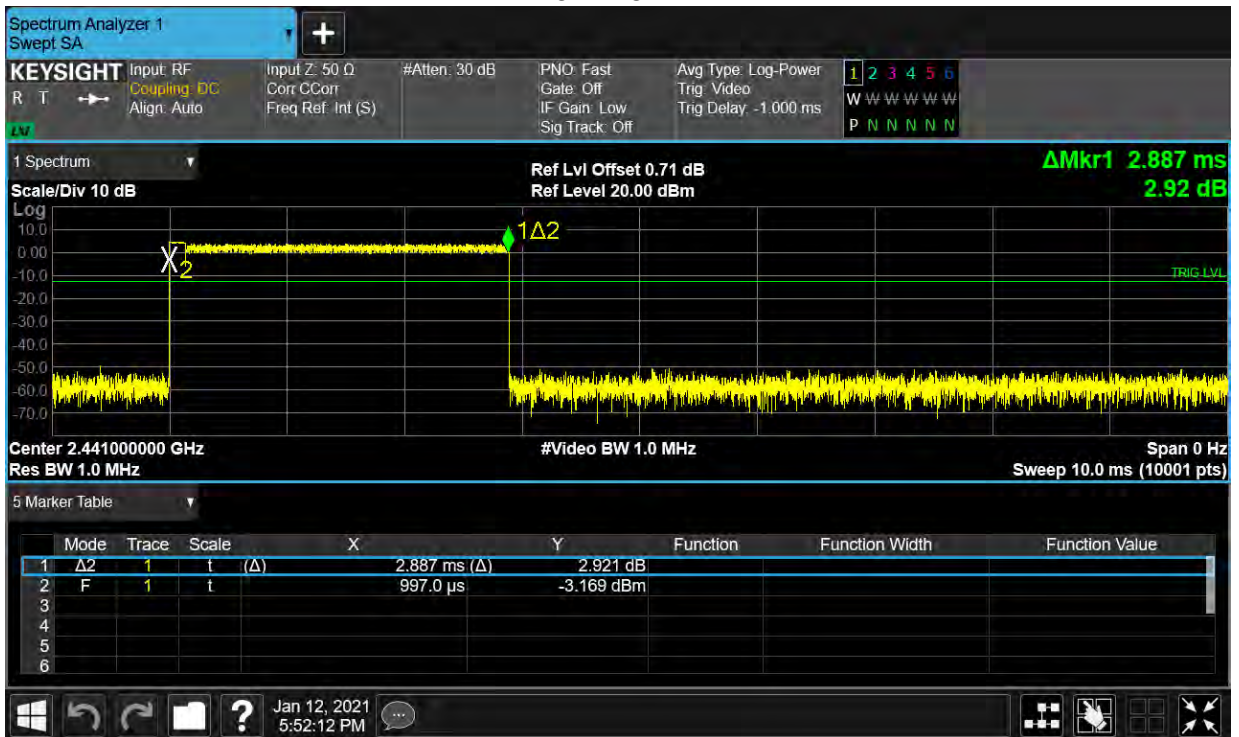 Spectrum Analyzer 1
Swept SA
KEYSIGHT Input: RF Input Z: 50 Ω #Atten: 30 dB PNO: Fast Avg Type: Log-Power 1 2 3 4 5 6
R T Coupling: DC Corr CCorr Gate: Off Trig: Video W W W W W W
Align: Auto Freq Ref: Int (S) IF Gain: Low Trig Delay: -1.000 ms P N N N N N
LXI Sig Track: Off
1 Spectrum Ref Lvl Offset 0.71 dB ΔMkr1 2.887 ms
Scale/Div 10 dB Ref Level 20.00 dBm 2.92 dB
Log
10.0 1Δ2
0.00
2
-10.0 TRIG LVL
-20.0
-30.0
-40.0
-50.0
-60.0
-70.0
Center 2.441000000 GHz #Video BW 1.0 MHz Span 0 Hz
Res BW 1.0 MHz Sweep 10.0 ms (10001 pts)
5 Marker Table
Mode Trace Scale X Y Function Function Width Function Value
1 Δ2 1 t (Δ) 2.887 ms (Δ) 2.921 dB
2 F 1 t 997.0 µs -3.169 dBm
3
4
5
6
? Jan 12, 2021
5:52:12 PM